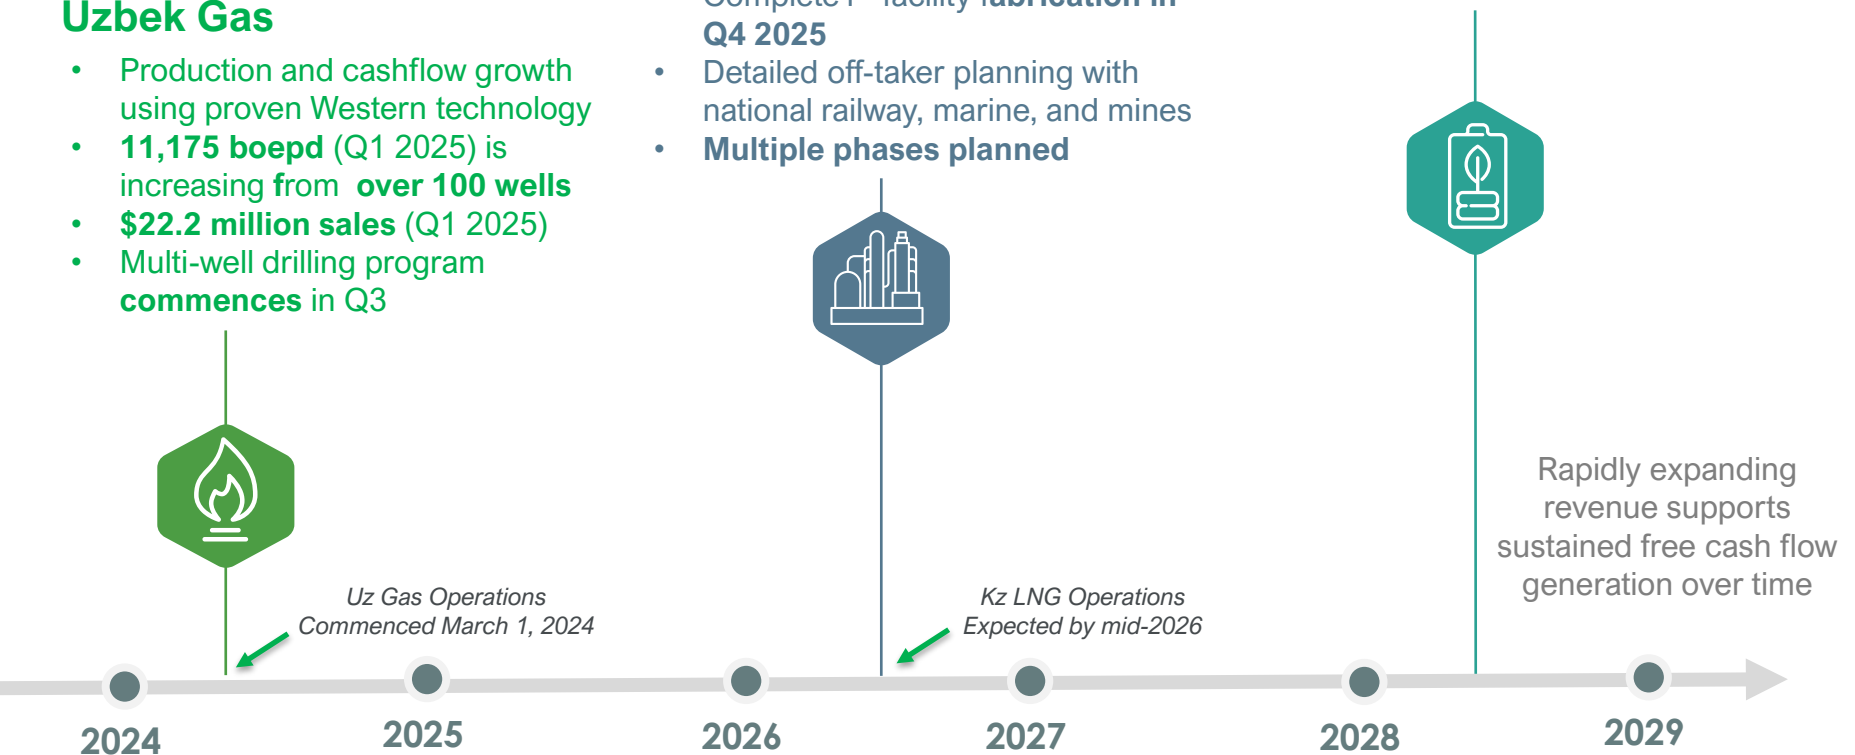 Uzbek Gas
• Production and cashflow growth
using proven Western technology
• 11,175 boepd (Q1 2025) is
increasing from over 100 wells
• $22.2 million sales (Q1 2025)
• Multi-well drilling program
commences in Q3
facility fabrication in
Q4 2025
• Detailed off-taker planning with
national railway, marine, and mines
• Multiple phases planned
Rapidly expanding
revenue supports
sustained free cash flow
generation over time
Uz Gas Operations
Commenced March 1, 2024
Kz LNG Operations
Expected by mid-2026
2024
2025
2026
2027
2028
2029